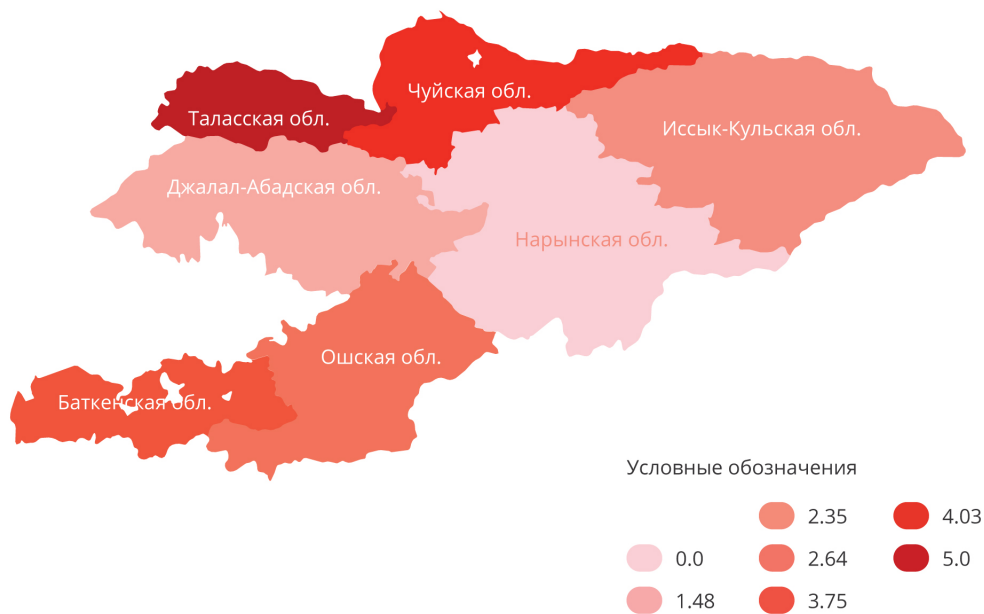 Чуйская обл.
Таласская обл.
Иссык-Кульская обл.
Джалал-Абадская обл.
Нарынская обл.
Ошская обл.
Баткенская обл.
Условные обозначения
2.35
4.03
0.0
2.64
5.0
1.48
3.75